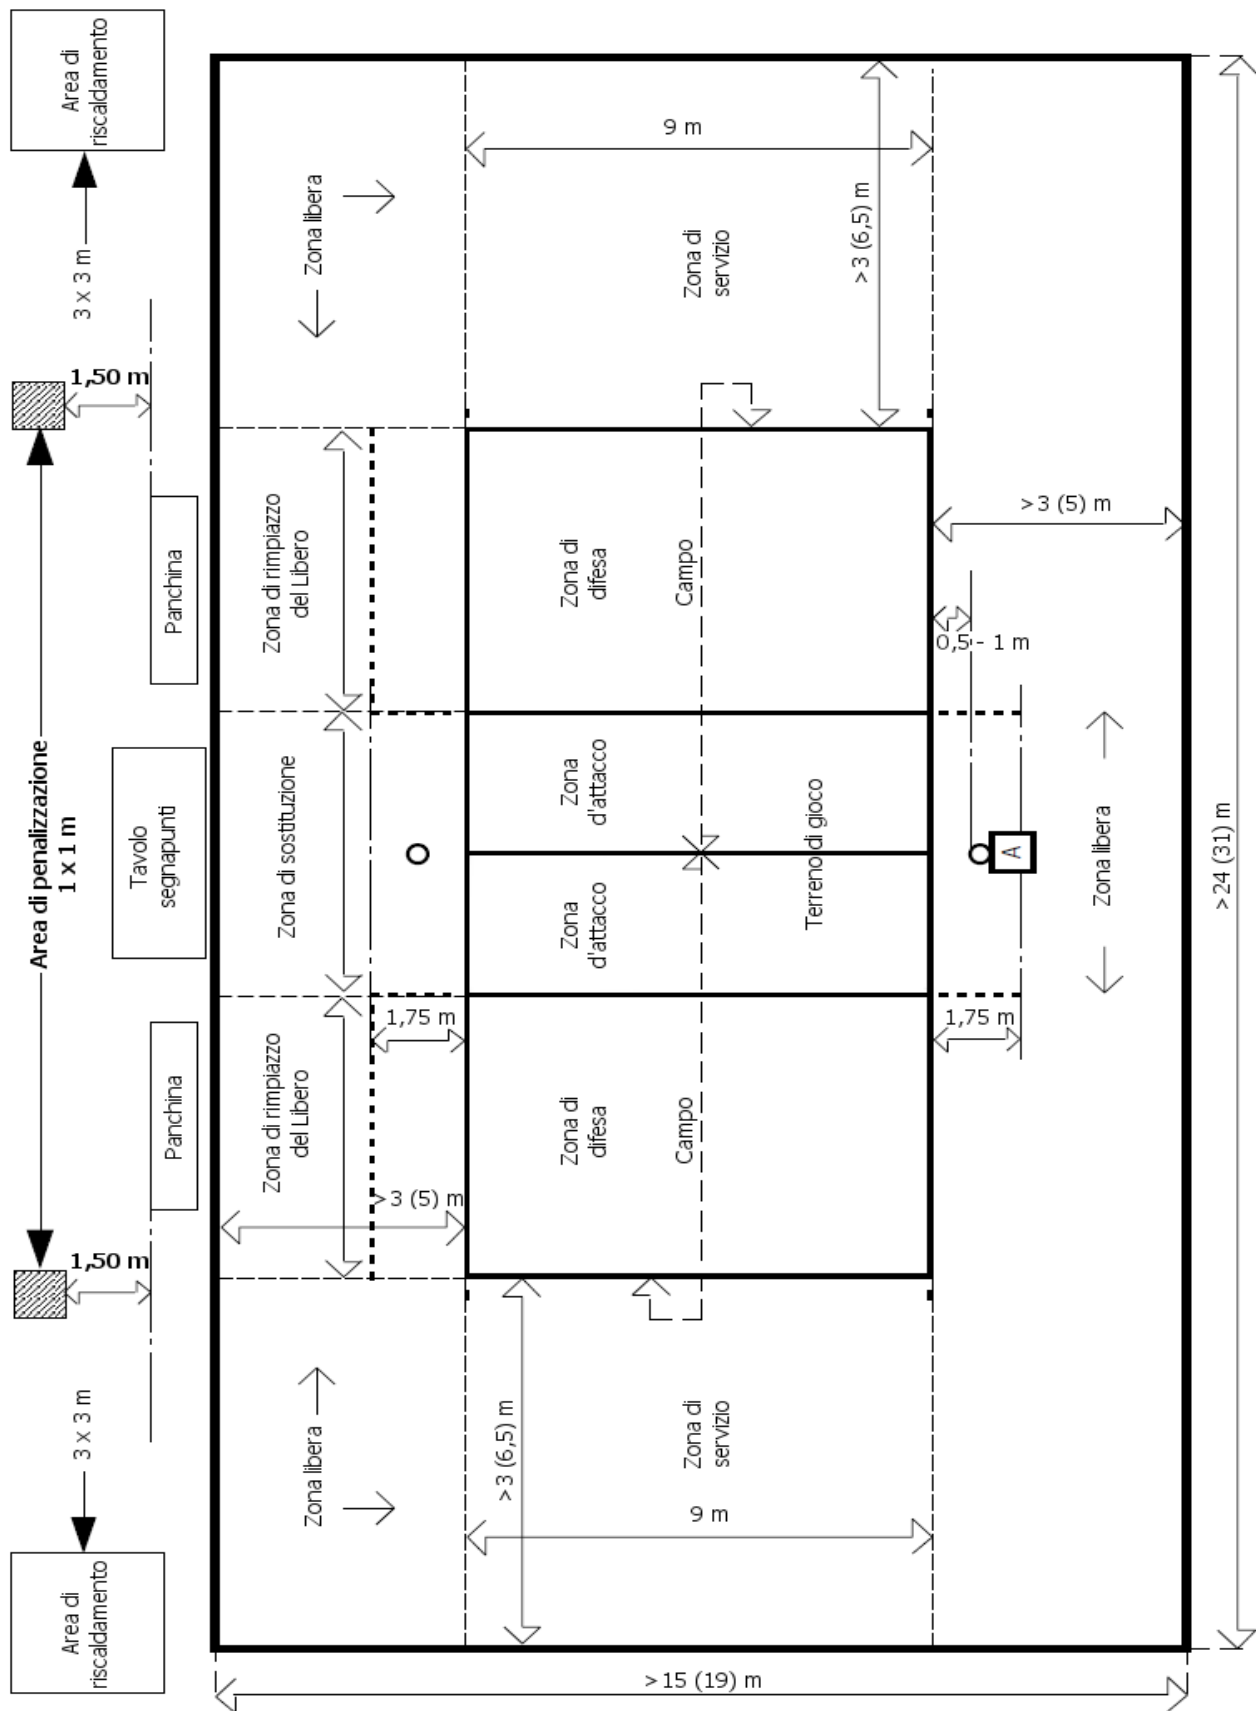 Area di
riscaldamento
3 x 3 m
1,50 m
Area di penalizzazione
1 x 1 m
1,50 m
3 x 3 m
Area di
riscaldamento
Panchina
Tavolo
segnapunti
Panchina
Zona libera
Zona di rimpiazzo
del Libero
Zona di sostituzione
Zona di rimpiazzo
del Libero
Zona libera
1,75 m
>3 (5) m
9 m
Zona di
servizio
>3 (6,5) m
Zona di
difesa
Campo
Zona
d'attacco
Zona
d'attacco
Terreno di gioco
Zona di
difesa
Campo
>3 (6,5) m
Zona di
servizio
9 m
>3 (5) m
0,5 - 1 m
A
Zona libera
1,75 m
>24 (31) m
>15 (19) m